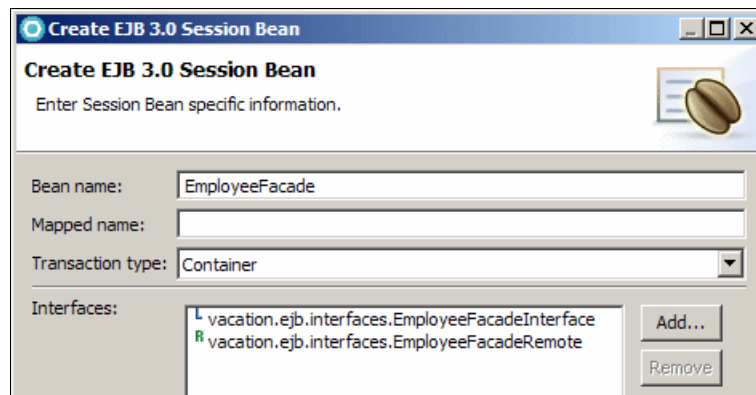 Create EJB 3.0 Session Bean
Create EJB 3.0 Session Bean
Enter Session Bean specific information.
Bean name: EmployeeFacade
Mapped name:
Transaction type: Container
Interfaces:
L vacation.ejb.interfaces.EmployeeFacadeInterface
R vacation.ejb.interfaces.EmployeeFacadeRemote
Add...
Remove